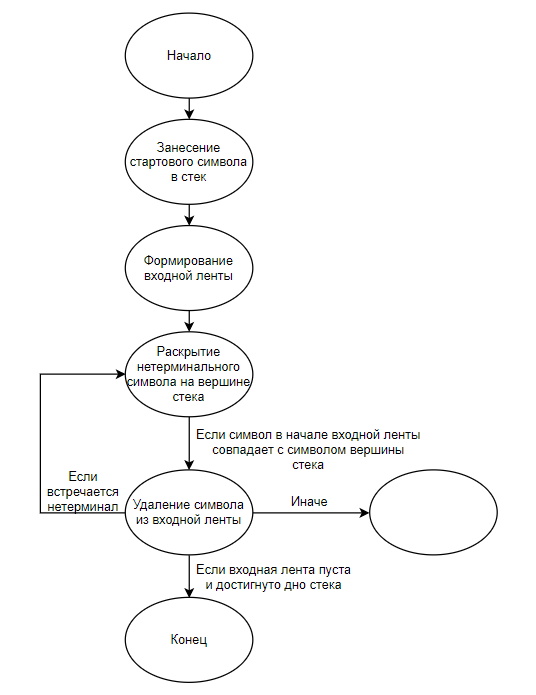 Начало
Занесение
стартового символа
в стек
Формирование
входной ленты
Раскрытие
нетерминального
символа на вершине
стека
Если символ в начале входной ленты
совпадает с символом вершины
стека
Если
встречается
нетерминал
Удаление символа
из входной ленты
Иначе
Если входная лента пуста
и достигнуто дно стека
Конец